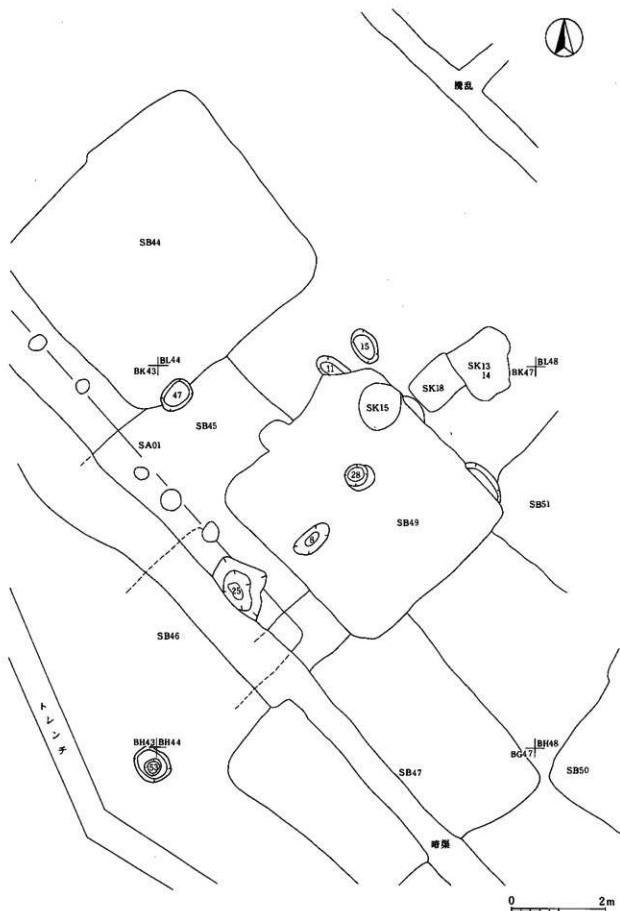 攪乱
SB44
BL44
BK43
15
11
SK13
14
BL48
BK47
SK18
SK15
47
SB45
SA01
28
SB51
SB49
8
25
SB46
トレンチ
BH43
BH44
53
BH48
BG47
SB50
SB47
暗渠
0
2m